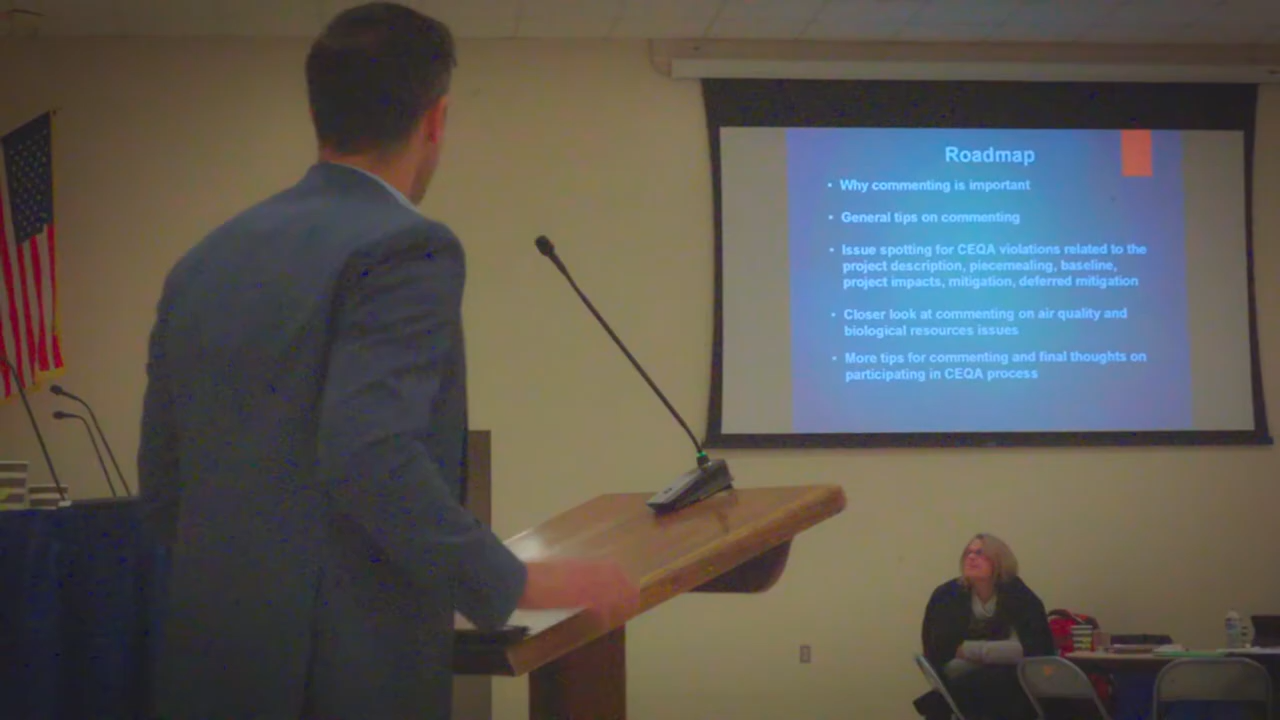 Roadmap
• Why commenting is important
• General tips on commenting
• Issue spotting for CEQA violations related to the
project description, piecemealing, baseline,
project impacts, mitigation, deferred mitigation
• Closer look at commenting on air quality and
biological resources issues
• More tips for commenting and final thoughts on
participating in CEQA process